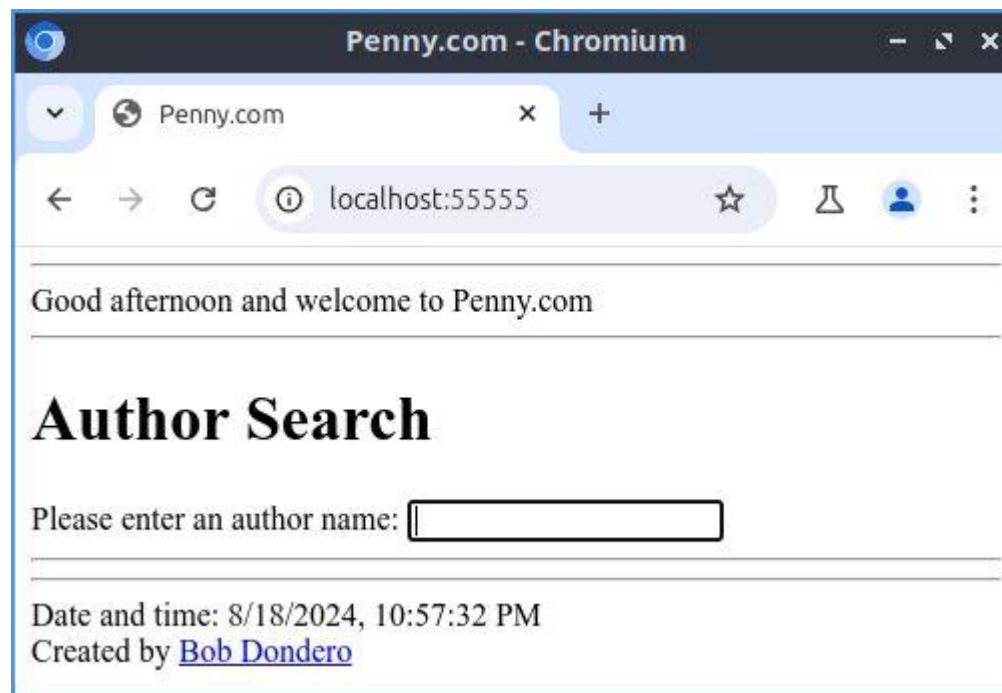 Penny.com - Chromium
Penny.com
localhost:55555
Good afternoon and welcome to Penny.com
Author Search
Please enter an author name:
Date and time: 8/18/2024, 10:57:32 PM
Created by Bob Dondero